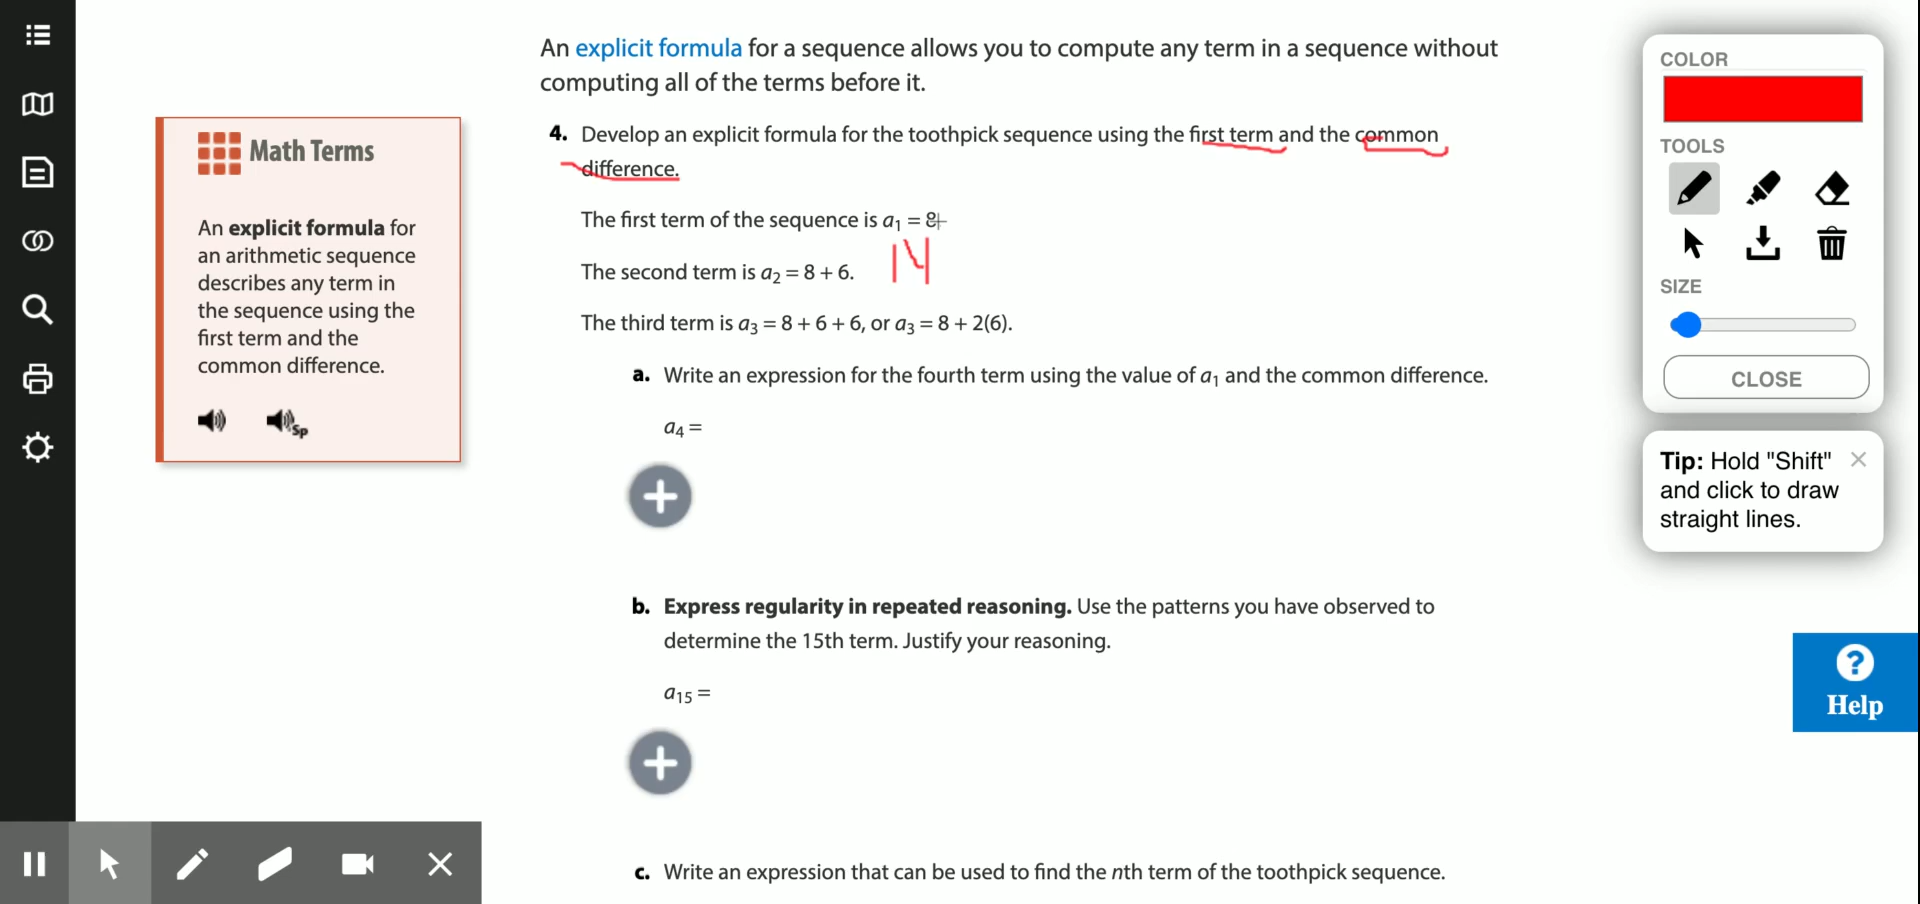 An explicit formula for a sequence allows you to compute any term in a sequence without
computing all of the terms before it.
Math Terms
An explicit formula for
an arithmetic sequence
describes any term in
the sequence using the
first term and the
common difference.
Sp
4. Develop an explicit formula for the toothpick sequence using the first term and the common
difference.
The first term of the sequence is a₁ = 8
14
The second term is a₂ = 8 + 6.
The third term is a₃ = 8 + 6 + 6, or a₃ = 8 + 2(6).
a. Write an expression for the fourth term using the value of a₁ and the common difference.
a₄ =
b. Express regularity in repeated reasoning. Use the patterns you have observed to
determine the 15th term. Justify your reasoning.
a₁₅ =
c. Write an expression that can be used to find the nth term of the toothpick sequence.
COLOR
TOOLS
SIZE
CLOSE
Tip: Hold "Shift"
and click to draw
straight lines.
?
Help